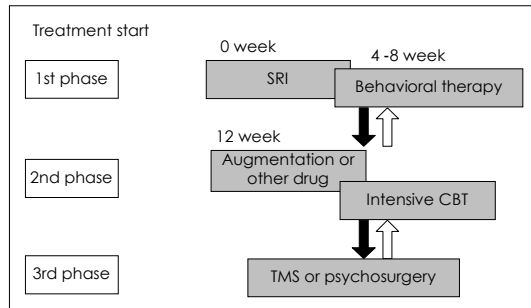 Treatment start
0 week
4 -8 week
1st phase
SRI
Behavioral therapy
12 week
2nd phase
Augmentation or
other drug
Intensive CBT
3rd phase
TMS or psychosurgery